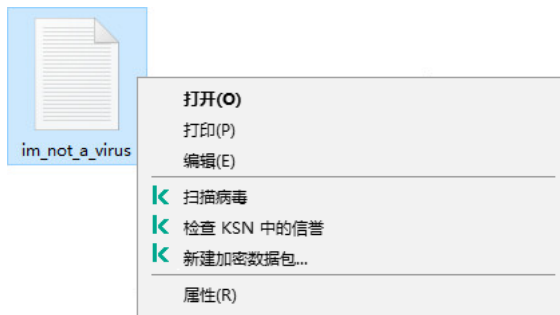 im_not_a_virus
打开(O)
打印(P)
编辑(E)
扫描病毒
检查 KSN 中的信誉
新建加密数据包...
属性(R)